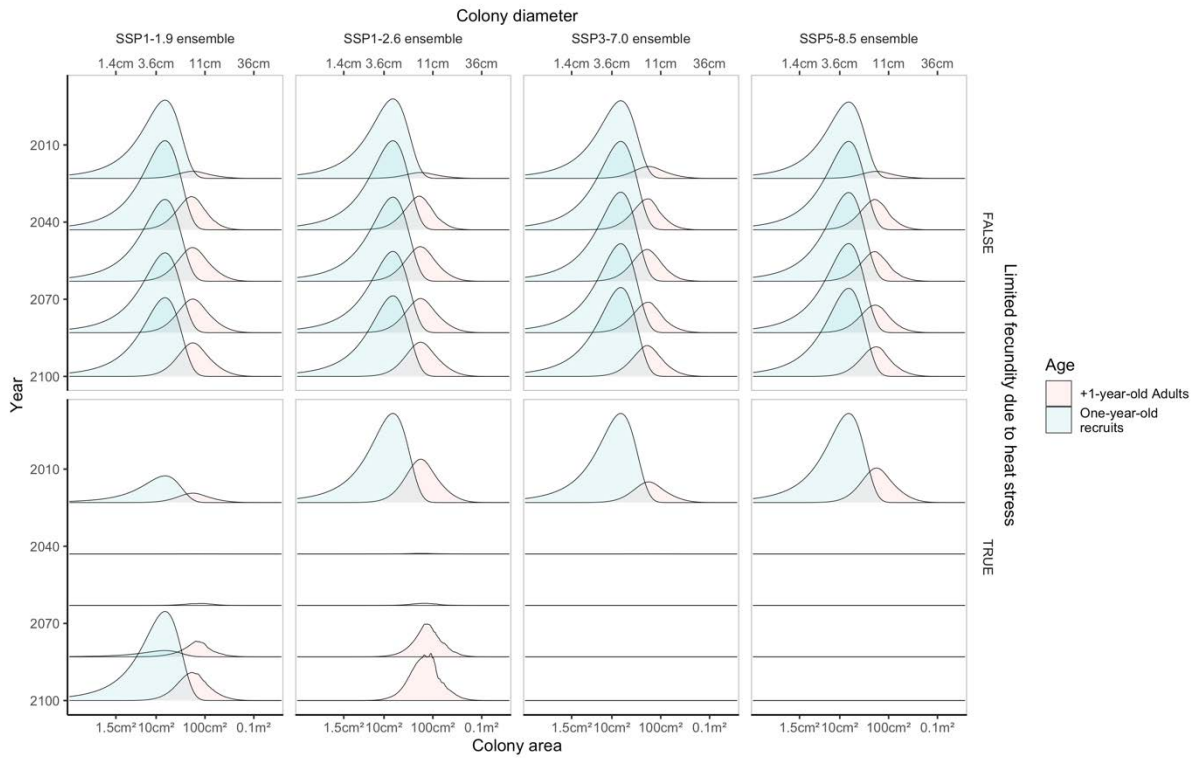 Colony diameter
SSP1-1.9 ensemble SSP1-2.6 ensemble SSP3-7.0 ensemble SSP5-8.5 ensemble
1.4cm 3.6cm 11cm 36cm 1.4cm 3.6cm 11cm 36cm 1.4cm 3.6cm 11cm 36cm 1.4cm 3.6cm 11cm 36cm
2010
2040
2070
2100
FALSE
2010
2040
2070
2100
TRUE
Year
Limited fecundity due to heat stress
Age
+1-year-old Adults
One-year-old
recruits
1.5cm² 10cm² 100cm² 0.1m² 1.5cm² 10cm² 100cm² 0.1m² 1.5cm² 10cm² 100cm² 0.1m² 1.5cm² 10cm² 100cm² 0.1m²
Colony area